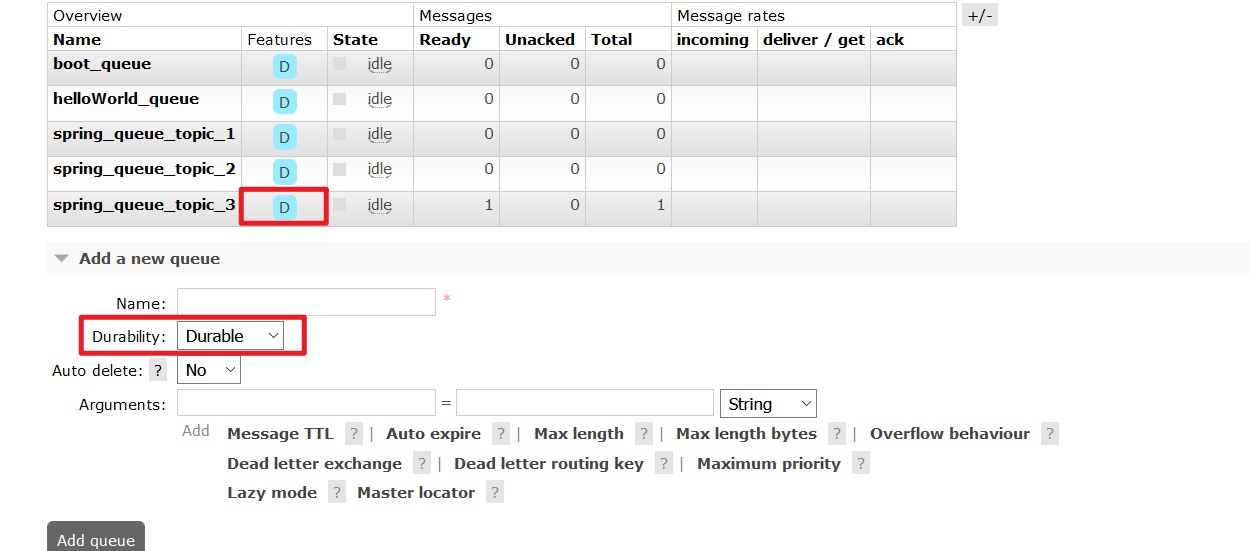 Overview Messages Message rates +/-
Name Features State Ready Unacked Total incoming deliver / get ack
boot_queue D idle 0 0 0
helloWorld_queue D idle 0 0 0
spring_queue_topic_1 D idle 0 0 0
spring_queue_topic_2 D idle 0 0 0
spring_queue_topic_3 D idle 1 0 1
Add a new queue
Name: *
Durability: Durable
Auto delete: ? No
Arguments: = String
Add Message TTL ? | Auto expire ? | Max length ? | Max length bytes ? | Overflow behaviour ?
Dead letter exchange ? | Dead letter routing key ? | Maximum priority ?
Lazy mode ? Master locator ?
Add queue